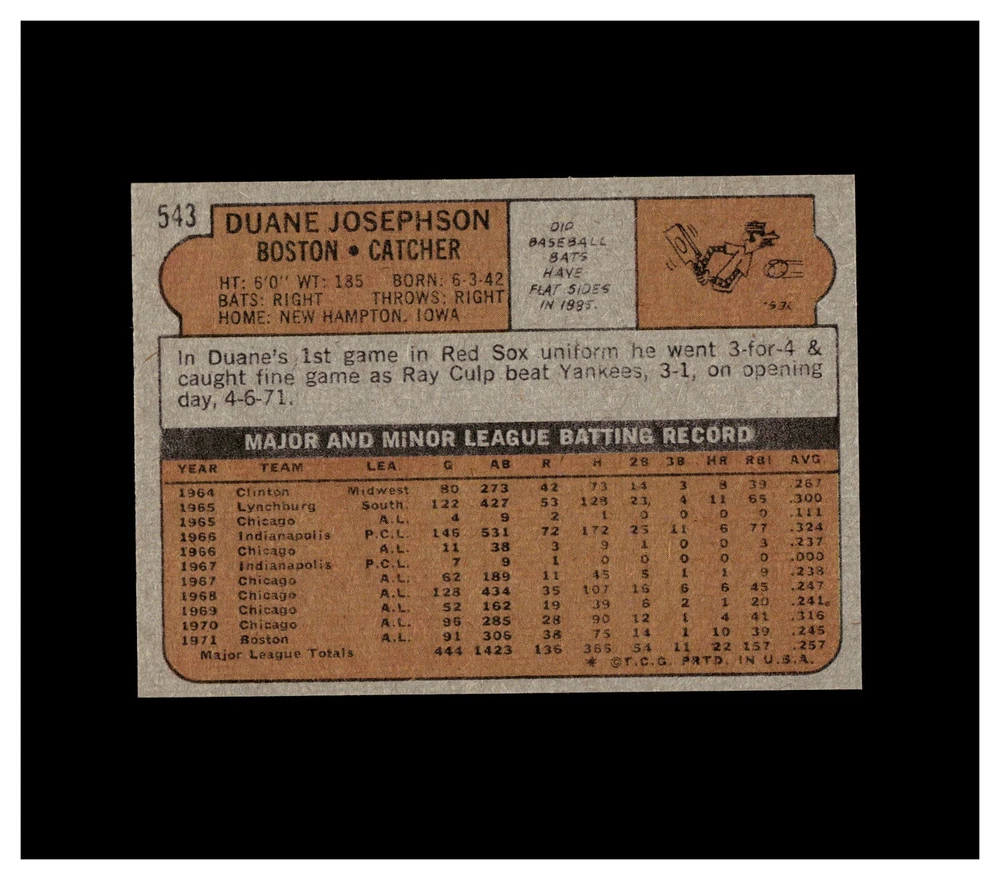 543
DUANE JOSEPHSON
BOSTON • CATCHER
HT: 6'0" WT: 185 BORN: 6-3-42
BATS: RIGHT THROWS: RIGHT
HOME: NEW HAMPTON, IOWA
DID
BASEBALL
BATS
HAVE
FLAT SIDES
IN 1885.
YES.
In Duane's 1st game in Red Sox uniform he went 3-for-4 &
caught fine game as Ray Culp beat Yankees, 3-1, on opening
day, 4-6-71.
MAJOR AND MINOR LEAGUE BATTING RECORD
YEAR TEAM LEA. G AB R H 2B 3B HR RBI AVG.
1964 Clinton Midwest 80 273 42 73 14 3 8 39 .267
1965 Lynchburg South. 122 427 53 128 23 4 11 65 .300
1965 Chicago A.L. 4 9 2 1 0 0 0 0 .111
1966 Indianapolis P.C.L. 146 531 72 172 25 11 6 77 .324
1966 Chicago A.L. 11 38 3 9 1 0 0 3 .237
1967 Indianapolis P.C.L. 7 9 1 0 0 0 0 0 .000
1967 Chicago A.L. 62 189 11 45 5 1 1 9 .238
1968 Chicago A.L. 128 434 35 107 16 6 6 45 .247
1969 Chicago A.L. 52 162 19 39 6 2 1 20 .241
1970 Chicago A.L. 96 285 28 90 12 1 4 41 .316
1971 Boston A.L. 91 306 38 75 14 1 10 39 .245
Major League Totals 444 1423 136 366 54 11 22 157 .257
* ©T.C.G. PRTD. IN U.S.A.